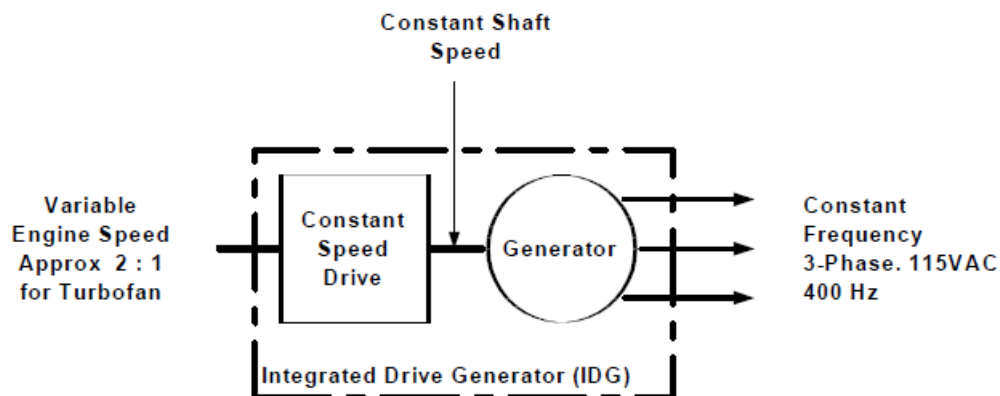 Constant Shaft
Speed
Variable
Engine Speed
Approx 2 : 1
for Turbofan
Constant
Speed
Drive
Generator
Constant
Frequency
3-Phase. 115VAC
400 Hz
Integrated Drive Generator (IDG)